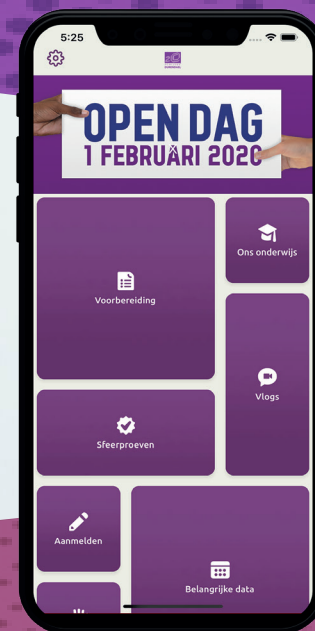 5:25
OPEN DAG
1 FEBRUARI 2020
Ons onderwijs
Voorbereiding
Vlogs
Sfeerproeven
Aanmelden
Belangrijke data